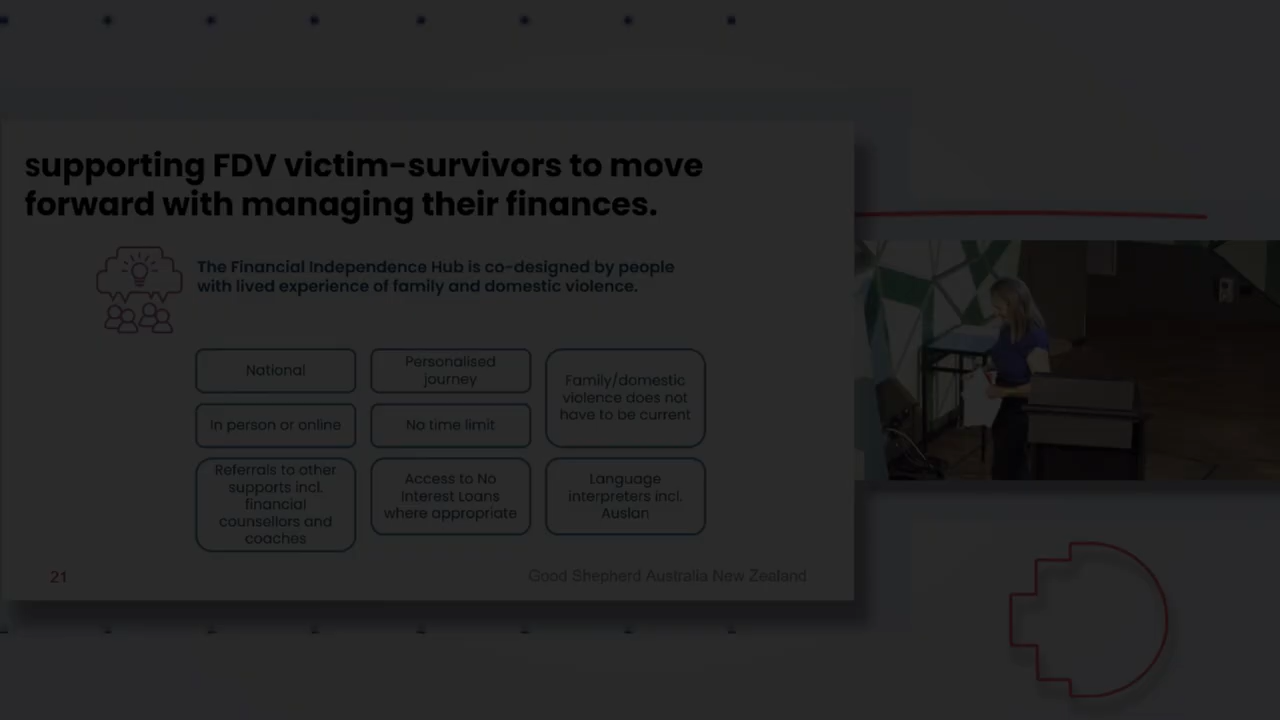 supporting FDV victim-survivors to move
forward with managing their finances.
The Financial Independence Hub is co-designed by people
with lived experience of family and domestic violence.
National
Personalised
journey
Family/domestic
violence does not
have to be current
In person or online
No time limit
Referrals to other
supports incl.
financial
counsellors and
coaches
Access to No
Interest Loans
where appropriate
Language
interpreters incl.
Auslan
21
Good Shepherd Australia New Zealand